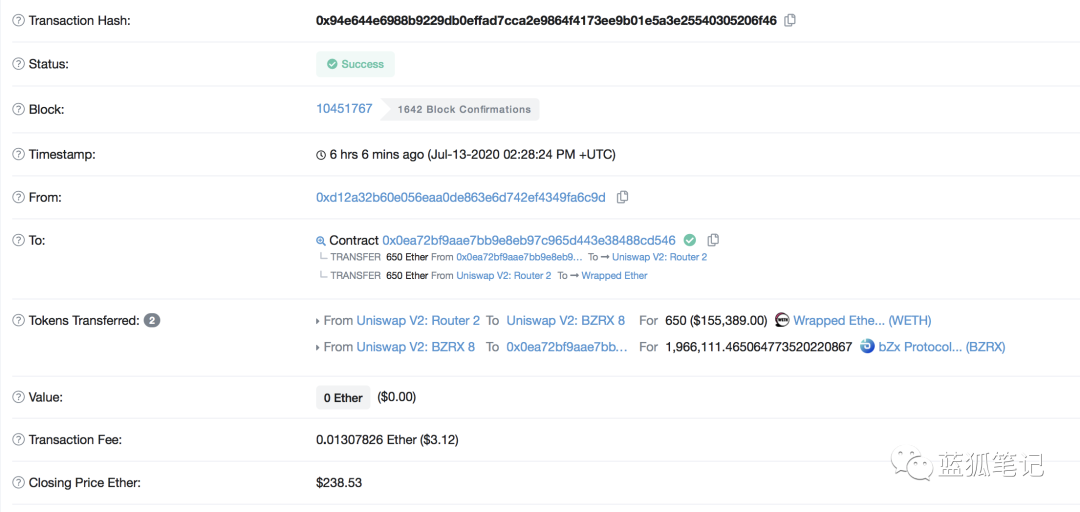 Transaction Hash: 0x94e644e6988b9229db0effad7cca2e9864f4173ee9b01e5a3e25540305206f46
Status: Success
Block: 10451767 1642 Block Confirmations
Timestamp: 6 hrs 6 mins ago (Jul-13-2020 02:28:24 PM +UTC)
From: 0xd12a32b60e056eaa0de863e6d742ef4349fa6c9d
To: Contract 0x0ea72bf9aae7bb9e8eb97c965d443e38488cd546
TRANSFER 650 Ether From 0x0ea72bf9aae7bb9e8eb9... To → Uniswap V2: Router 2
TRANSFER 650 Ether From Uniswap V2: Router 2 To → Wrapped Ether
Tokens Transferred: 2 From Uniswap V2: Router 2 To Uniswap V2: BZRX 8 For 650 ($155,389.00) Wrapped Ethe... (WETH)
From Uniswap V2: BZRX 8 To 0x0ea72bf9aae7bb... For 1,966,111.465064773520220867 bZx Protocol... (BZRX)
Value: 0 Ether ($0.00)
Transaction Fee: 0.01307826 Ether ($3.12)
Closing Price Ether: $238.53
蓝狐笔记